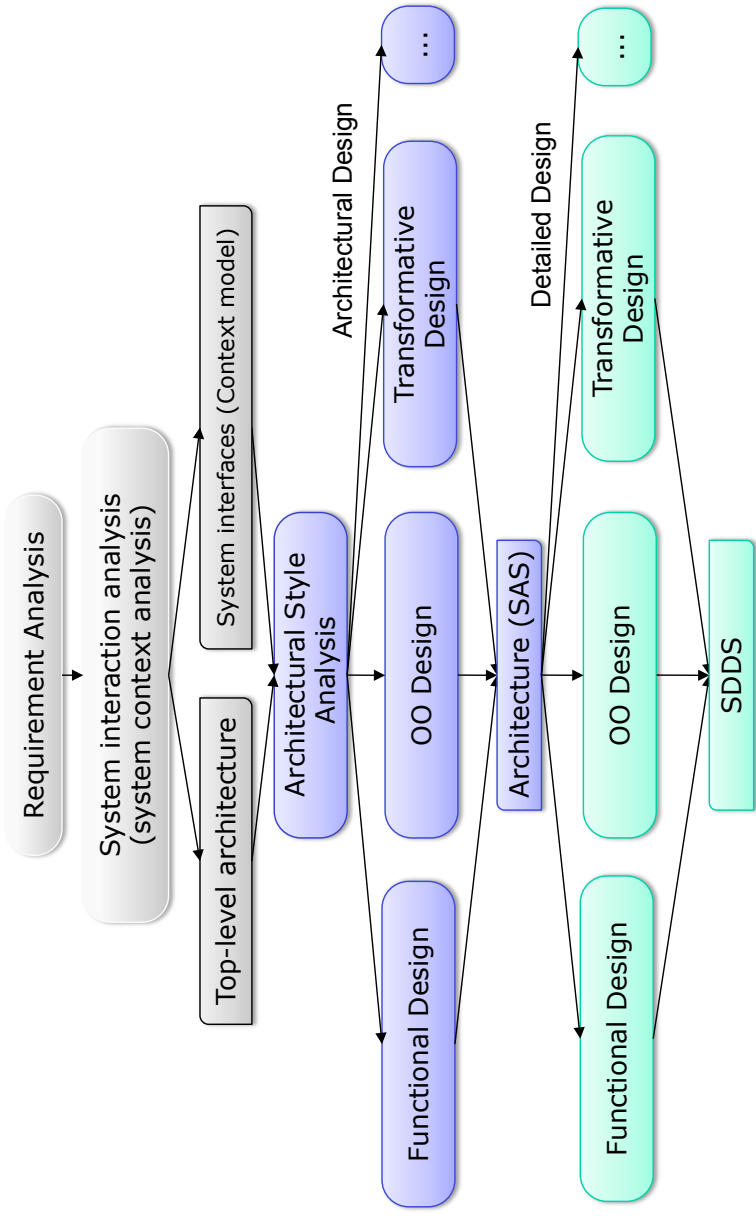 Requirement Analysis
System interaction analysis
(system context analysis)
Top-level architecture
System interfaces (Context model)
Architectural Style
Analysis
Architectural Design
Functional Design
OO Design
Transformative
Design
...
Architecture (SAS)
Detailed Design
Functional Design
OO Design
Transformative
Design
...
SDDS